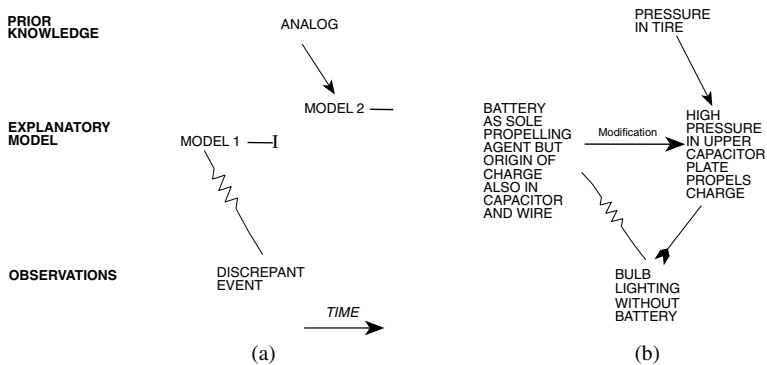 PRIOR
KNOWLEDGE
ANALOG
MODEL 2
EXPLANATORY
MODEL
MODEL 1
OBSERVATIONS
DISCREPANT
EVENT
TIME
(a)
PRESSURE
IN TIRE
BATTERY
AS SOLE
PROPELLING
AGENT BUT
ORIGIN OF
CHARGE
ALSO IN
CAPACITOR
AND WIRE
Modification
HIGH
PRESSURE
IN UPPER
CAPACITOR
PLATE
PROPELS
CHARGE
BULB
LIGHTING
WITHOUT
BATTERY
(b)